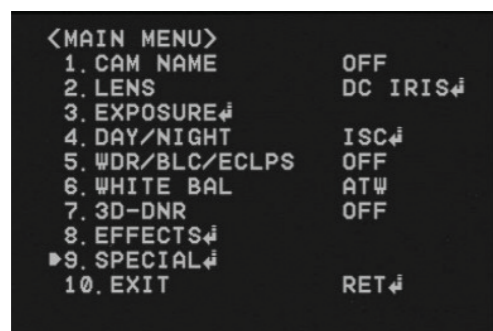 <MAIN MENU>
1. CAM NAME OFF
2. LENS DC IRIS↲
3. EXPOSURE↲
4. DAY/NIGHT ISC↲
5. WDR/BLC/ECLPS OFF
6. WHITE BAL ATW
7. 3D-DNR OFF
8. EFFECTS↲
9. SPECIAL↲
10. EXIT RET↲